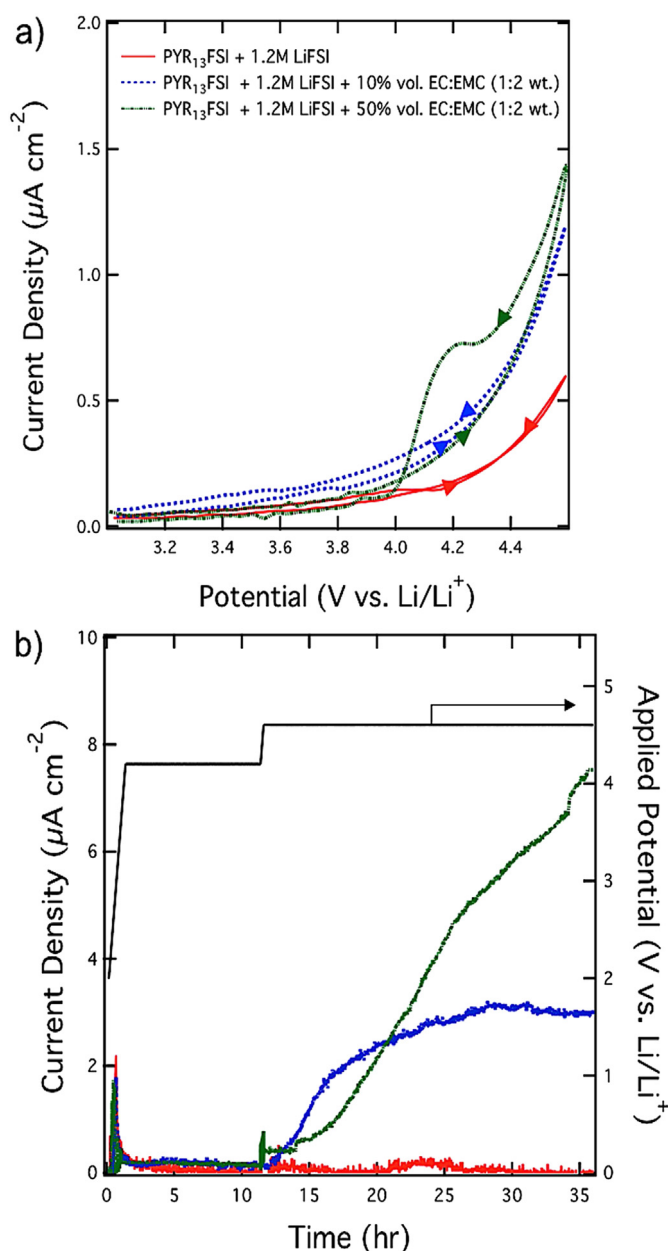 a)
2.0
1.5
1.0
0.5
0.0
Current Density (μA cm⁻²)
PYR₁₃FSI + 1.2M LiFSI
PYR₁₃FSI + 1.2M LiFSI + 10% vol. EC:EMC (1:2 wt.)
PYR₁₃FSI + 1.2M LiFSI + 50% vol. EC:EMC (1:2 wt.)
3.2 3.4 3.6 3.8 4.0 4.2 4.4
Potential (V vs. Li/Li⁺)
b)
10
8
6
4
2
0
Current Density (μA cm⁻²)
5
4
3
2
1
0
Applied Potential (V vs. Li/Li⁺)
0 5 10 15 20 25 30 35
Time (hr)